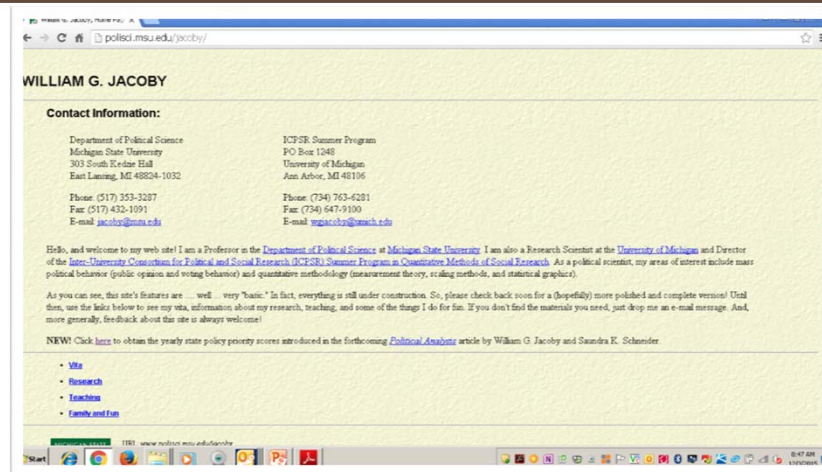 William G. Jacoby, Home Pag
polisci.msu.edu/jacoby/
WILLIAM G. JACOBY
Contact Information:
Department of Political Science
Michigan State University
303 South Kedzie Hall
East Lansing, MI 48824-1032
Phone: (517) 353-3287
Fax: (517) 432-1091
E-mail: jacoby@msu.edu
ICPSR Summer Program
PO Box 1248
University of Michigan
Ann Arbor, MI 48106
Phone: (734) 763-6281
Fax: (734) 647-9100
E-mail: wgjacoby@umich.edu
Hello, and welcome to my web site! I am a Professor in the Department of Political Science at Michigan State University. I am also a Research Scientist at the University of Michigan and Director
of the Inter-University Consortium for Political and Social Research (ICPSR) Summer Program in Quantitative Methods of Social Research. As a political scientist, my areas of interest include mass
political behavior (public opinion and voting behavior) and quantitative methodology (measurement theory, scaling methods, and statistical graphics).
As you can see, this site's features are .... well ... very "basic." In fact, everything is still under construction. So, please check back soon for a (hopefully) more polished and complete version! Until
then, use the links below to see my vita, information about my research, teaching, and some of the things I do for fun. If you don't find the materials you need, just drop me an e-mail message. And,
more generally, feedback about this site is always welcome!
NEW! Click here to obtain the yearly state policy priority scores introduced in the forthcoming Political Analysis article by William G. Jacoby and Saundra K. Schneider.
• Vita
• Research
• Teaching
• Family and Fun
MICHIGAN STATE
URL: www.polisci.msu.edu/jacoby
Start
8:47 AM